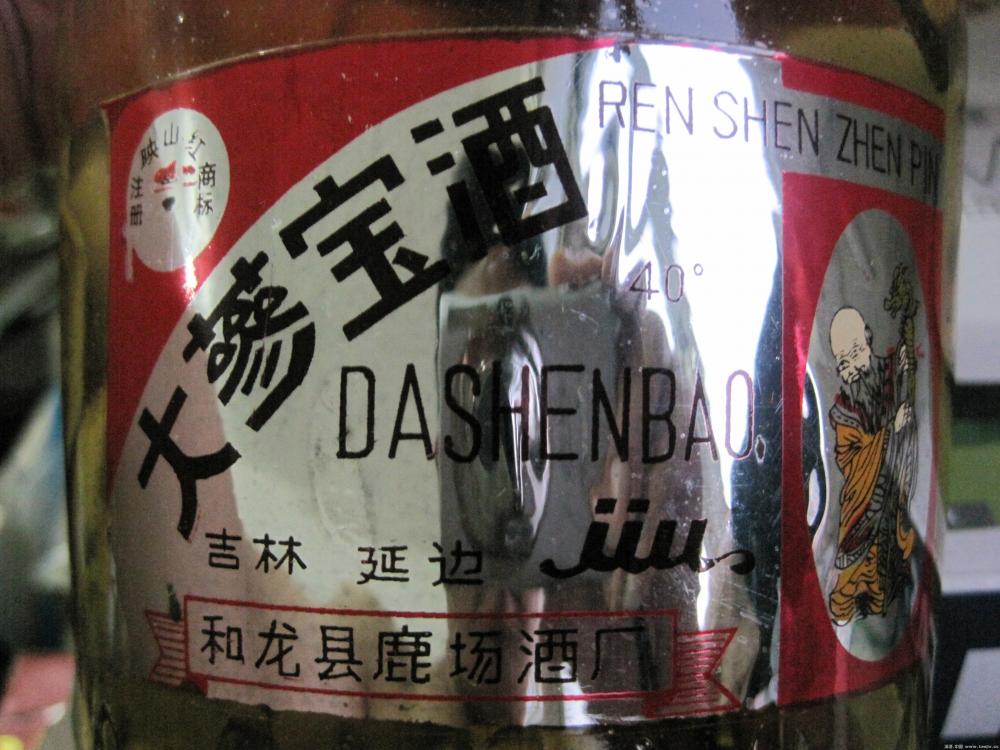 映山红
注册 商标
REN SHEN ZHEN PIN
大蔘宝酒
40°
DASHENBAO
jiu
吉林 延边
和龙县鹿场酒厂